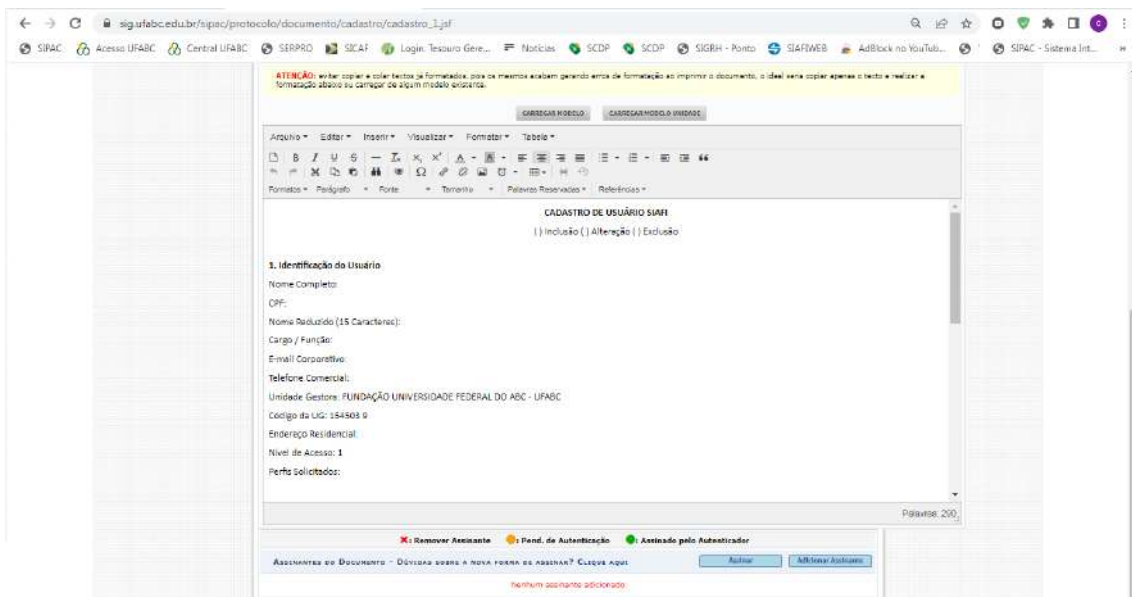 sig.ufabc.edu.br/sipac/protocolo/documento/cadastro/cadastro_1.jsf
SIPAC Acesso UFABC Central UFABC SERPRO SICAF Login Tesouro Gere... Notícias SCDP SCDP SIGRH - Ponto SIAFIWEB AdBlock no YouTub... SIPAC - Sistema Int...
ATENÇÃO: evitar copiar e colar textos já formatados, pois os mesmos acabam gerando erros de formatação ao imprimir o documento, o ideal seria copiar apenas o texto e realizar a
formatação abaixo ou carregar de algum modelo existente.
CARREGAR MODELO CARREGAR MODELO UNIDADE
Arquivo Editar Inserir Visualizar Formatar Tabela
Formatos Parágrafo Fonte Tamanho Palavras Reservadas Referências
CADASTRO DE USUÁRIO SIAFI
( ) Inclusão ( ) Alteração ( ) Exclusão
1. Identificação do Usuário
Nome Completo:
CPF:
Nome Reduzido (15 Caracteres):
Cargo / Função:
E-mail Corporativo:
Telefone Comercial:
Unidade Gestora: FUNDAÇÃO UNIVERSIDADE FEDERAL DO ABC - UFABC
Código da UG: 154503 9
Endereço Residencial:
Nível de Acesso: 1
Perfis Solicitados:
Palavras: 290
X: Remover Assinante : Pend. de Autenticação : Assinado pelo Autenticador
ASSINANTES DO DOCUMENTO - DÚVIDAS SOBRE A NOVA FORMA DE ASSINAR? CLIQUE AQUI Assinar Adicionar Assinante
Nenhum assinante adicionado